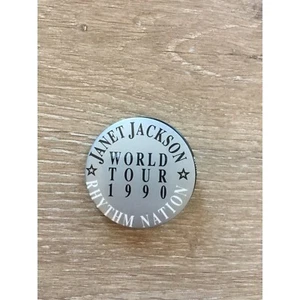 JANET JACKSON
WORLD
TOUR
1990
RHYTHM NATION